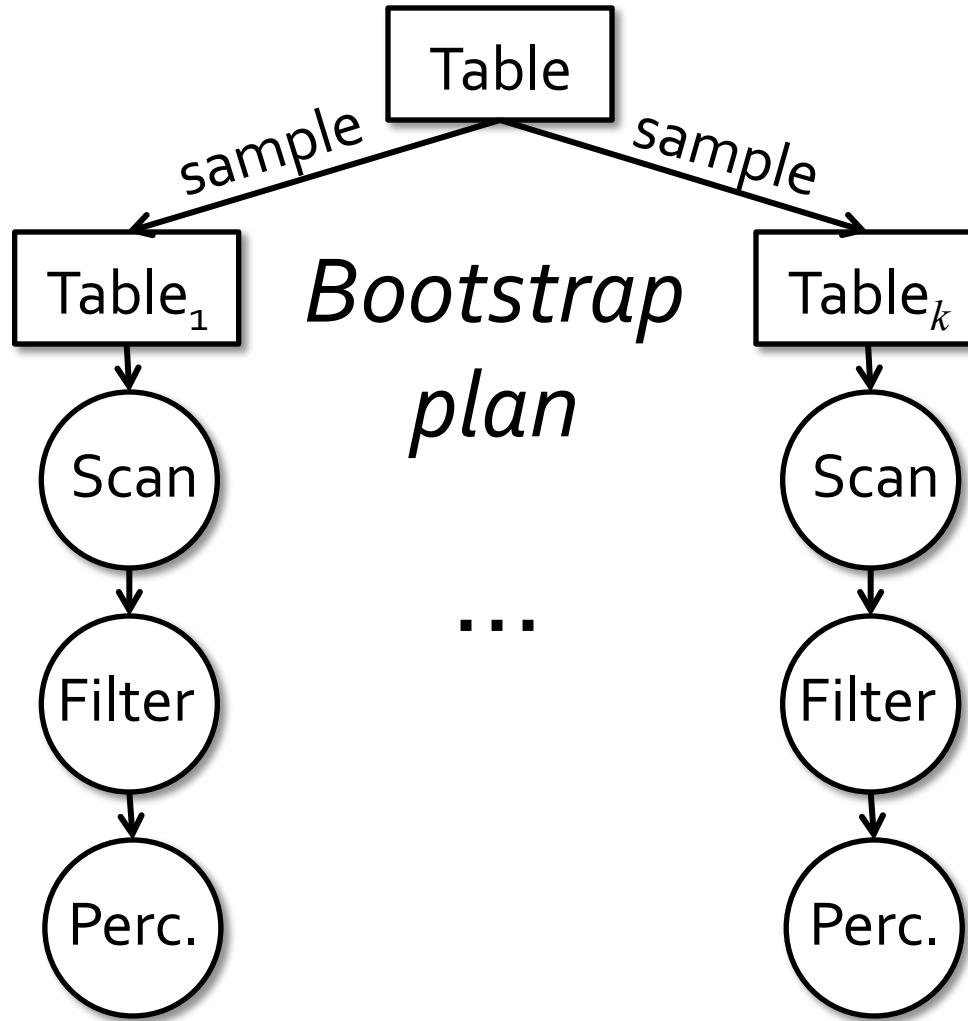 Table
sample
sample
Table₁
Bootstrap
plan
Tableₖ
Scan
Scan
...
Filter
Filter
Perc.
Perc.